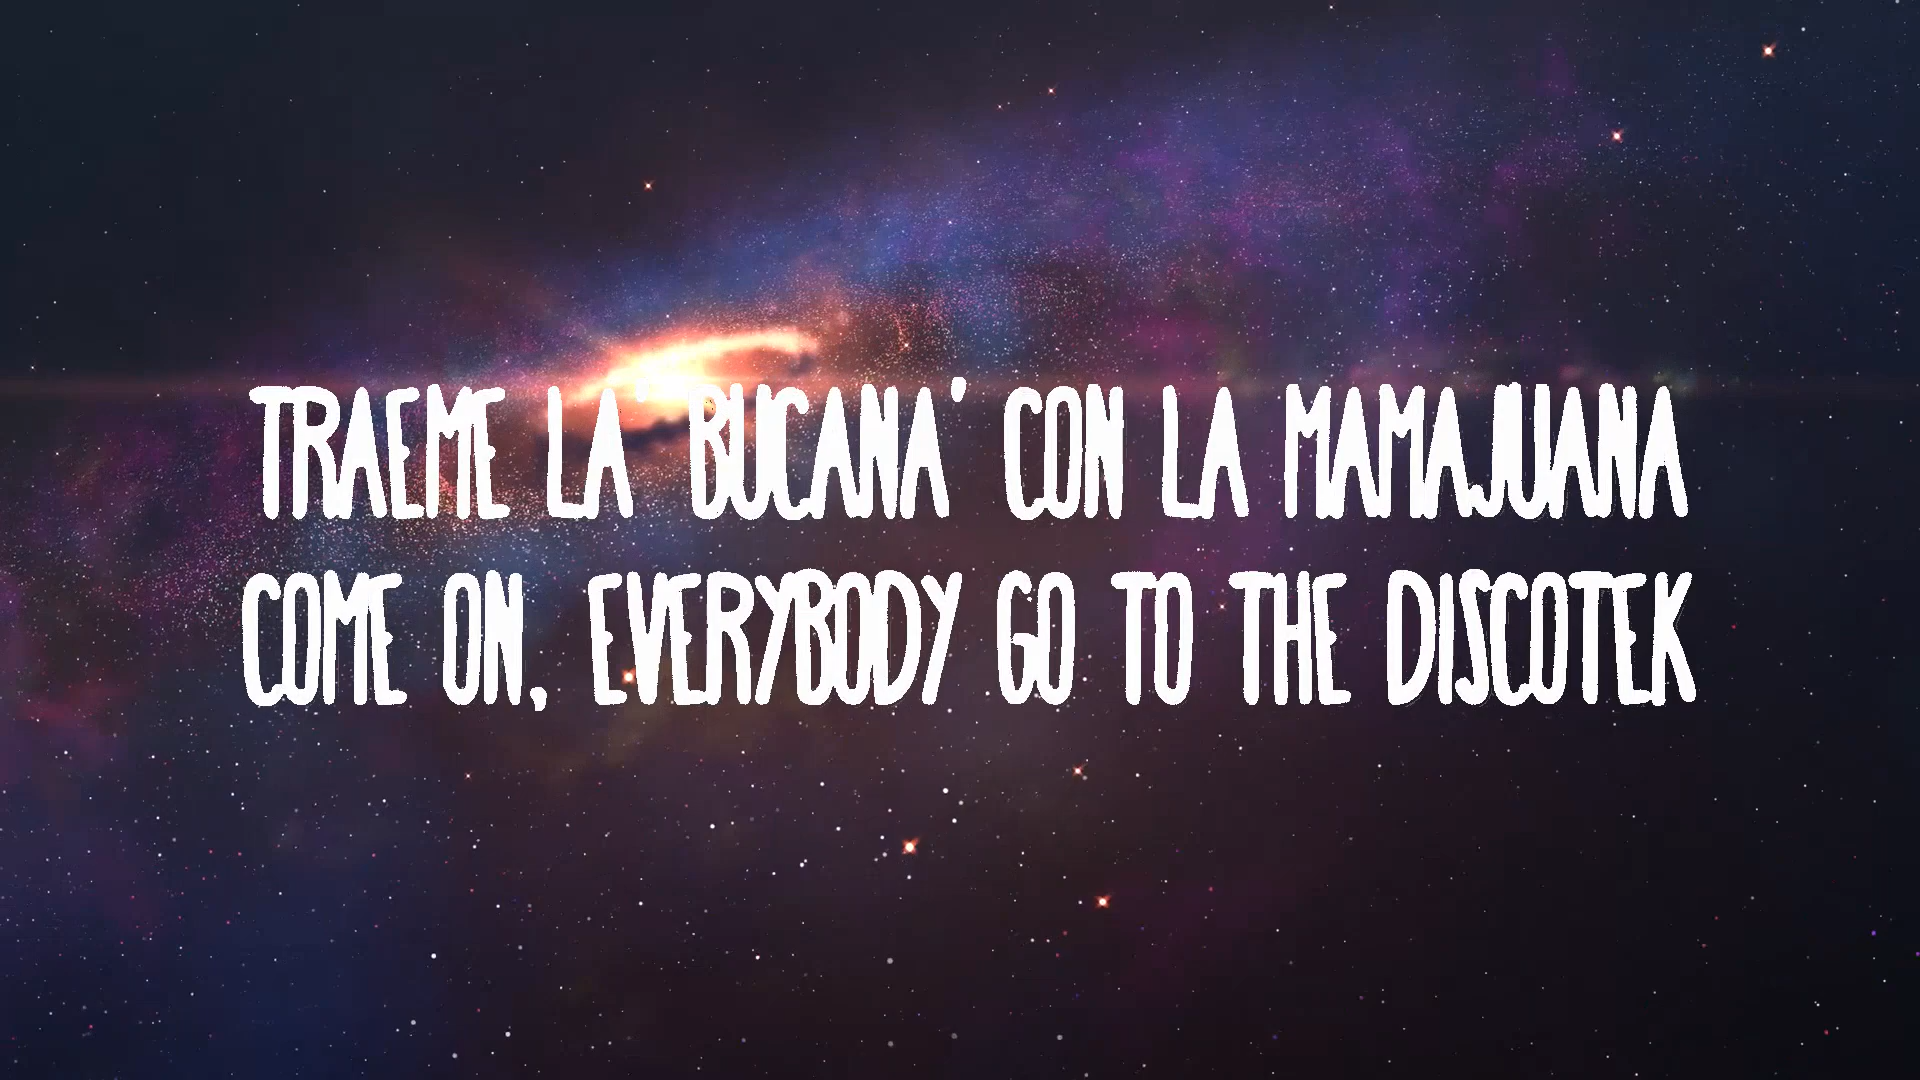 TRAEME LA' BUCANA' CON LA MAMAJUANA
COME ON, EVERYBODY GO TO THE DISCOTEK